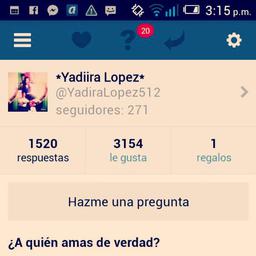 3:15 p.m.
20
*Yadiira Lopez*
@YadiraLopez512
seguidores: 271
1520 3154 1
respuestas le gusta regalos
Hazme una pregunta
¿A quién amas de verdad?